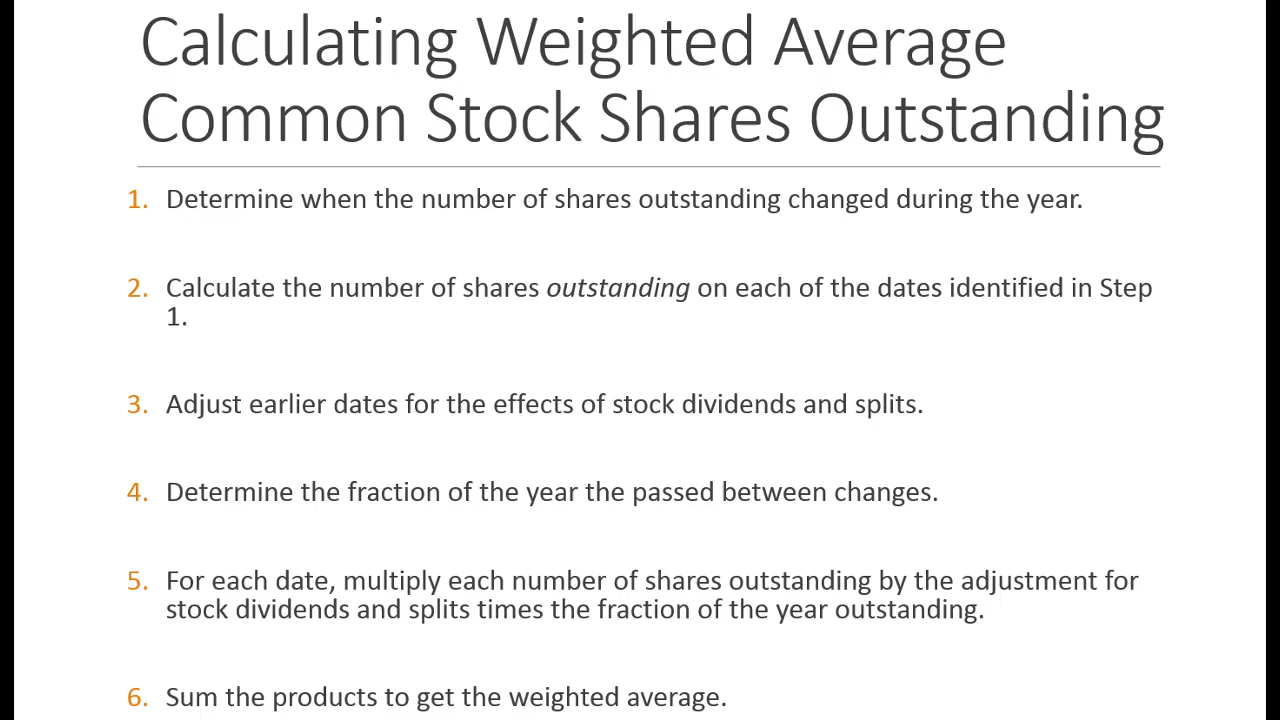 Calculating Weighted Average
Common Stock Shares Outstanding
1. Determine when the number of shares outstanding changed during the year.
2. Calculate the number of shares outstanding on each of the dates identified in Step
1.
3. Adjust earlier dates for the effects of stock dividends and splits.
4. Determine the fraction of the year the passed between changes.
5. For each date, multiply each number of shares outstanding by the adjustment for
stock dividends and splits times the fraction of the year outstanding.
6. Sum the products to get the weighted average.